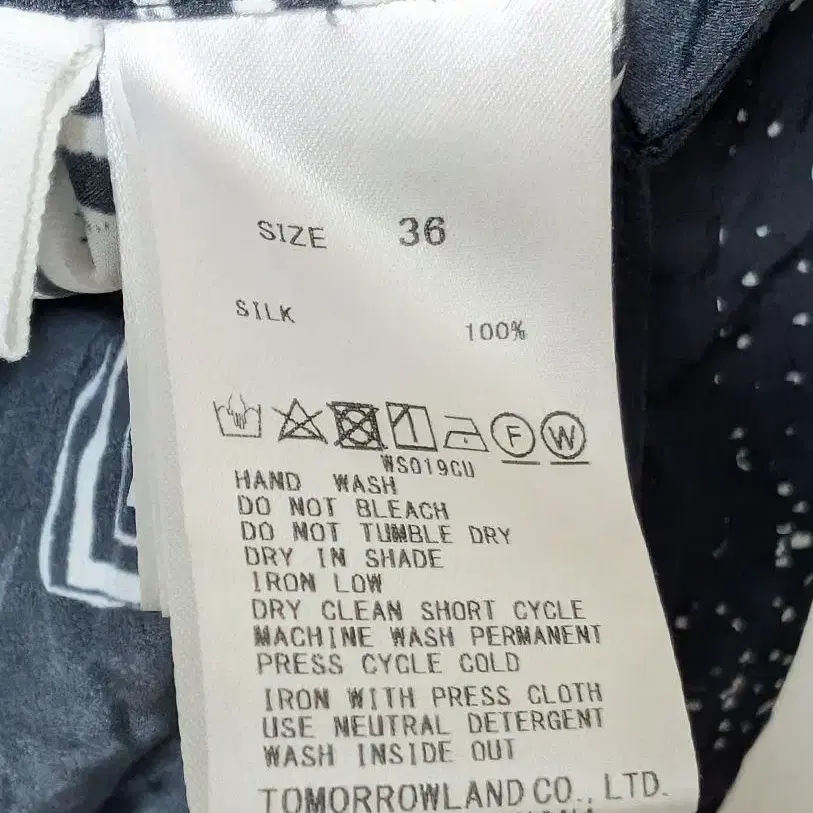 SIZE 36
SILK
100%
F W
WS019CU
HAND WASH
DO NOT BLEACH
DO NOT TUMBLE DRY
DRY IN SHADE
IRON LOW
DRY CLEAN SHORT CYCLE
MACHINE WASH PERMANENT
PRESS CYCLE COLD
IRON WITH PRESS CLOTH
USE NEUTRAL DETERGENT
WASH INSIDE OUT
TOMORROWLAND CO., LTD.